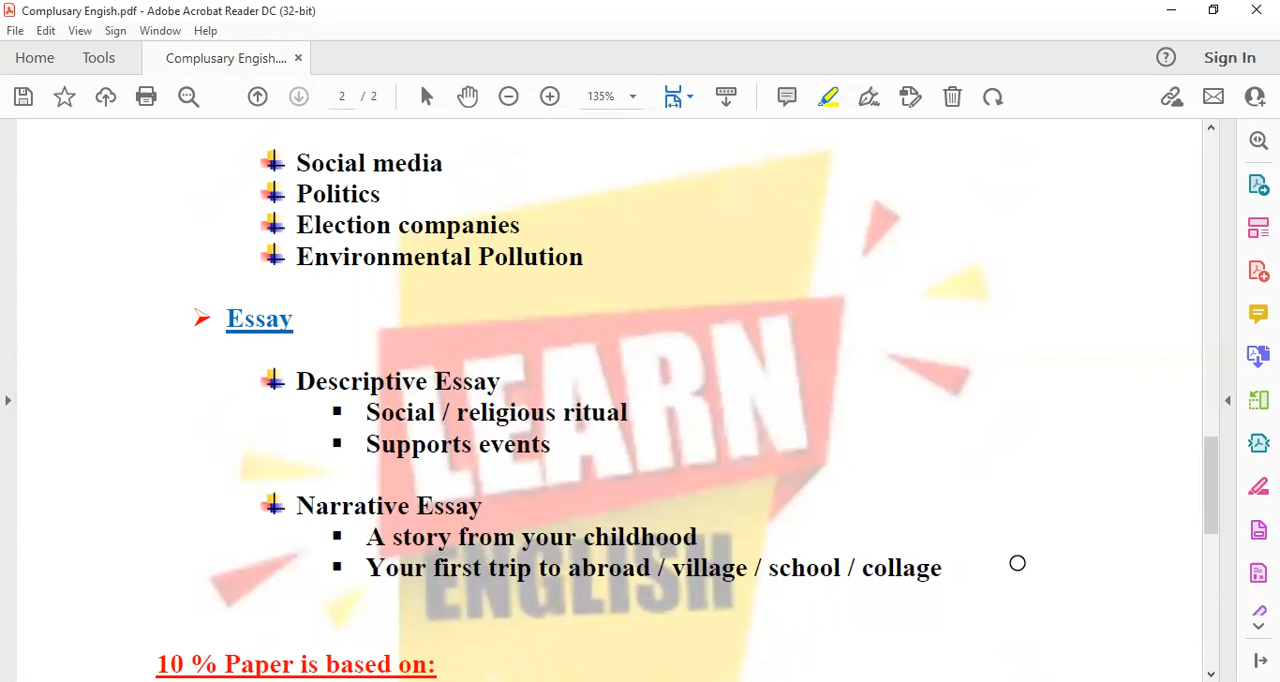 Complusary Engish.pdf - Adobe Acrobat Reader DC (32-bit)
File Edit View Sign Window Help
Home Tools Complusary Engish.... × Sign In
2 / 2 135%
Social media
Politics
Election companies
Environmental Pollution
Essay
Descriptive Essay
Social / religious ritual
Supports events
Narrative Essay
A story from your childhood
Your first trip to abroad / village / school / collage
LEARN
ENGLISH
10 % Paper is based on: